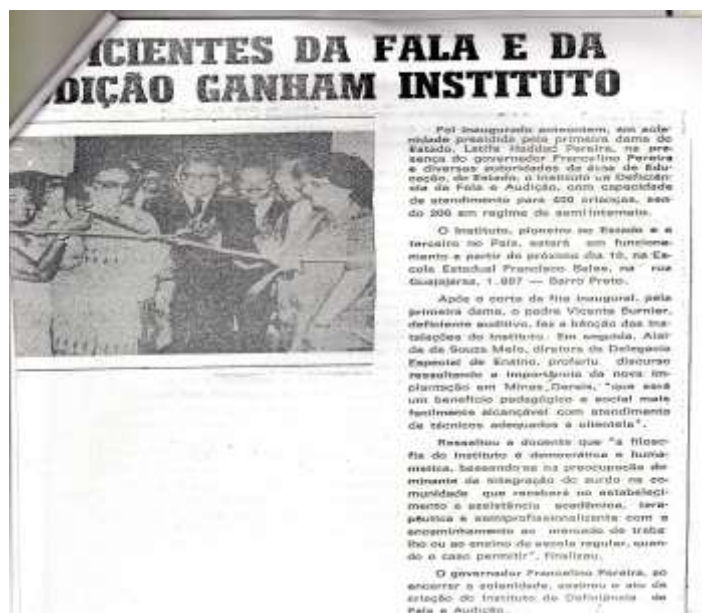 ICIENTES DA FALA E DA
DIÇÃO GANHAM INSTITUTO
Foi inaugurado anteontem, em sole-
nidade presidida pela primeira dama do
Estado, Latife Haddad Pereira, na pre-
sença do governador Francelino Pereira
e diversas autoridades da área de Edu-
cação, do Estado, o Instituto da Deficiên-
cia da Fala e Audição, com capacidade
de atendimento para 400 crianças, sen-
do 200 em regime de semi internato.
O Instituto, pioneiro no Estado e o
terceiro no País, estará em funciona-
mento a partir do próximo dia 10, na Es-
cola Estadual Francisco Sales, na rua
Guajajaras, 1.887 — Barro Preto.
Após o corte da fita inaugural, pela
primeira dama, o padre Vicente Burnier,
deficiente auditivo, fez a bênção das ins-
talações do Instituto. Em seguida, Alaí-
de de Souza Melo, diretora da Delegacia
Especial de Ensino, proferiu discurso
ressaltando a importância da nova im-
plantação em Minas Gerais, "que será
um benefício pedagógico e social mais
facilmente alcançável com atendimento
de técnicos adequados à clientela".
Ressaltou a docente que "a filoso-
fia do Instituto é democrática e huma-
nística, baseando-se na preocupação do-
minante da integração do surdo na co-
munidade que receberá no estabeleci-
mento a assistência acadêmica, tera-
pêutica e semiprofissionalizante com o
encaminhamento ao mercado de traba-
lho ou ao ensino da escola regular, quan-
do o caso permitir", finalizou.
O governador Francelino Pereira, ao
encerrar a solenidade, assinou o ato de
criação do Instituto de Deficiência da
Fala e Audição.